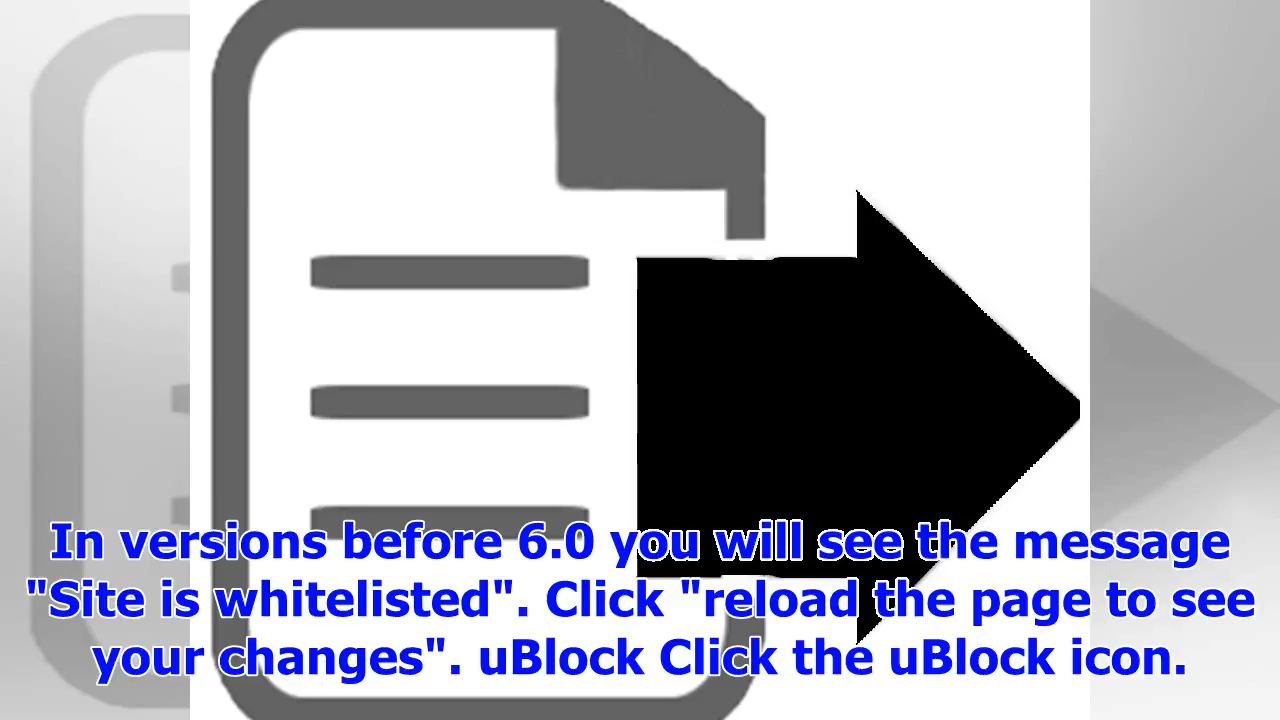 In versions before 6.0 you will see the message
"Site is whitelisted". Click "reload the page to see
your changes". uBlock Click the uBlock icon.